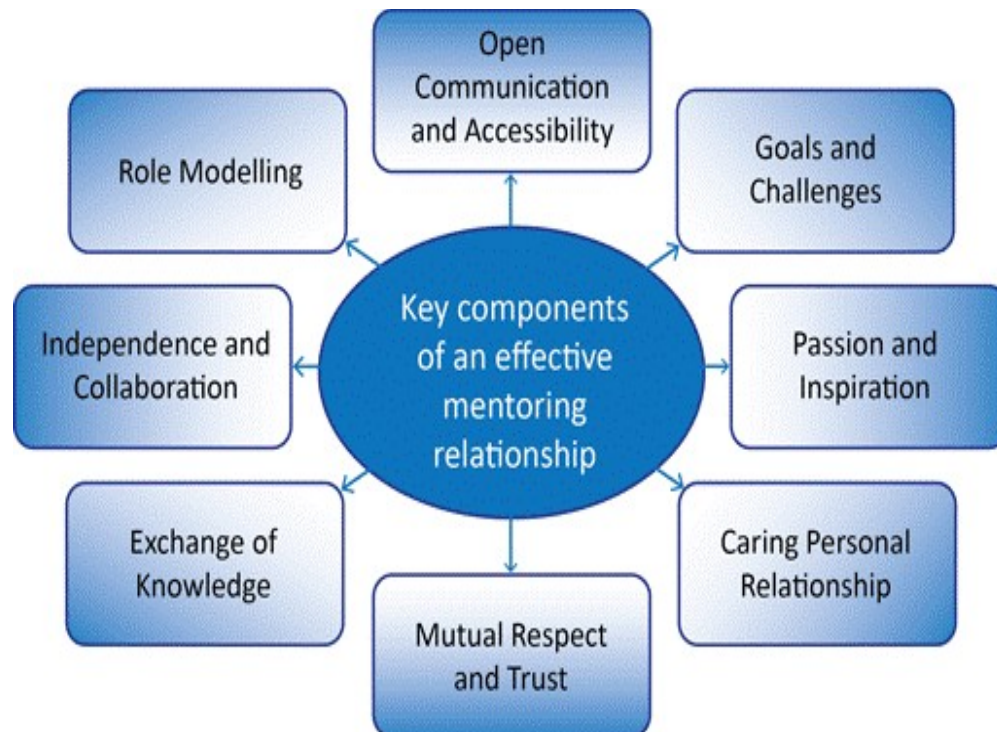 Open
Communication
and Accessibility
Goals and
Challenges
Passion and
Inspiration
Caring Personal
Relationship
Mutual Respect
and Trust
Exchange of
Knowledge
Independence and
Collaboration
Role Modelling
Key components
of an effective
mentoring
relationship